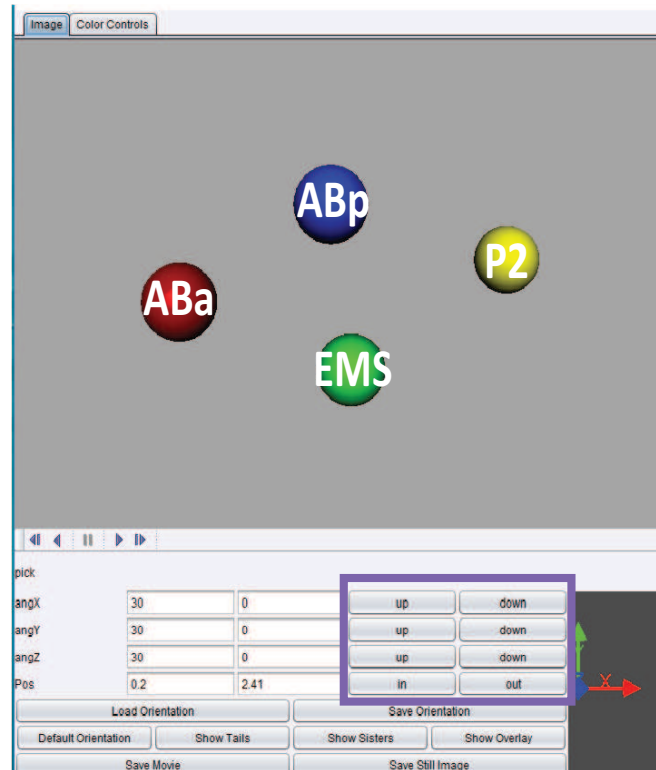 Image Color Controls
ABp
P2
ABa
EMS
pick
angX 30 0 up down
angY 30 0 up down
angZ 30 0 up down
Pos 0.2 2.41 in out
Load Orientation Save Orientation
Default Orientation Show Tails Show Sisters Show Overlay
Save Movie Save Still Image
X